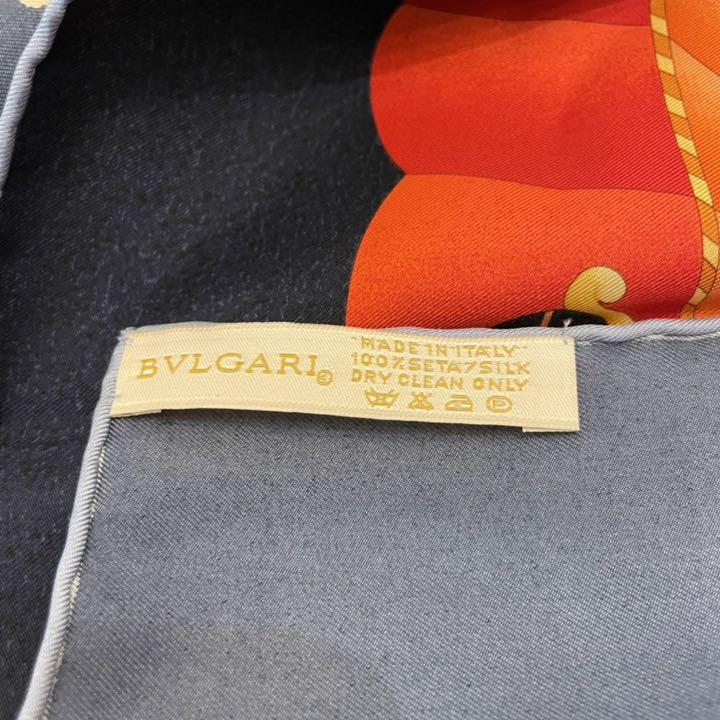 BVLGARI®
MADE IN ITALY
100% SETA/SILK
DRY CLEAN ONLY
P